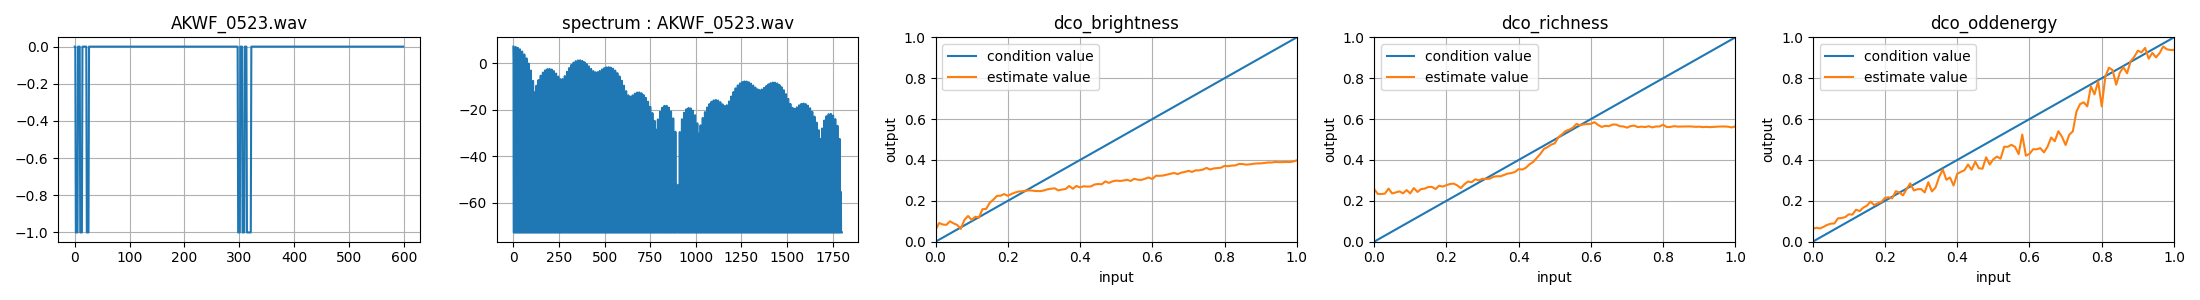 AKWF_0523.wav
0.0
−0.2
−0.4
−0.6
−0.8
−1.0
0 100 200 300 400 500 600
spectrum : AKWF_0523.wav
0
−20
−40
−60
0 250 500 750 1000 1250 1500 1750
dco_brightness
condition value
estimate value
output
1.0
0.8
0.6
0.4
0.2
0.0
0.0 0.2 0.4 0.6 0.8 1.0
input
dco_richness
condition value
estimate value
output
1.0
0.8
0.6
0.4
0.2
0.0
0.0 0.2 0.4 0.6 0.8 1.0
input
dco_oddenergy
condition value
estimate value
output
1.0
0.8
0.6
0.4
0.2
0.0
0.0 0.2 0.4 0.6 0.8 1.0
input